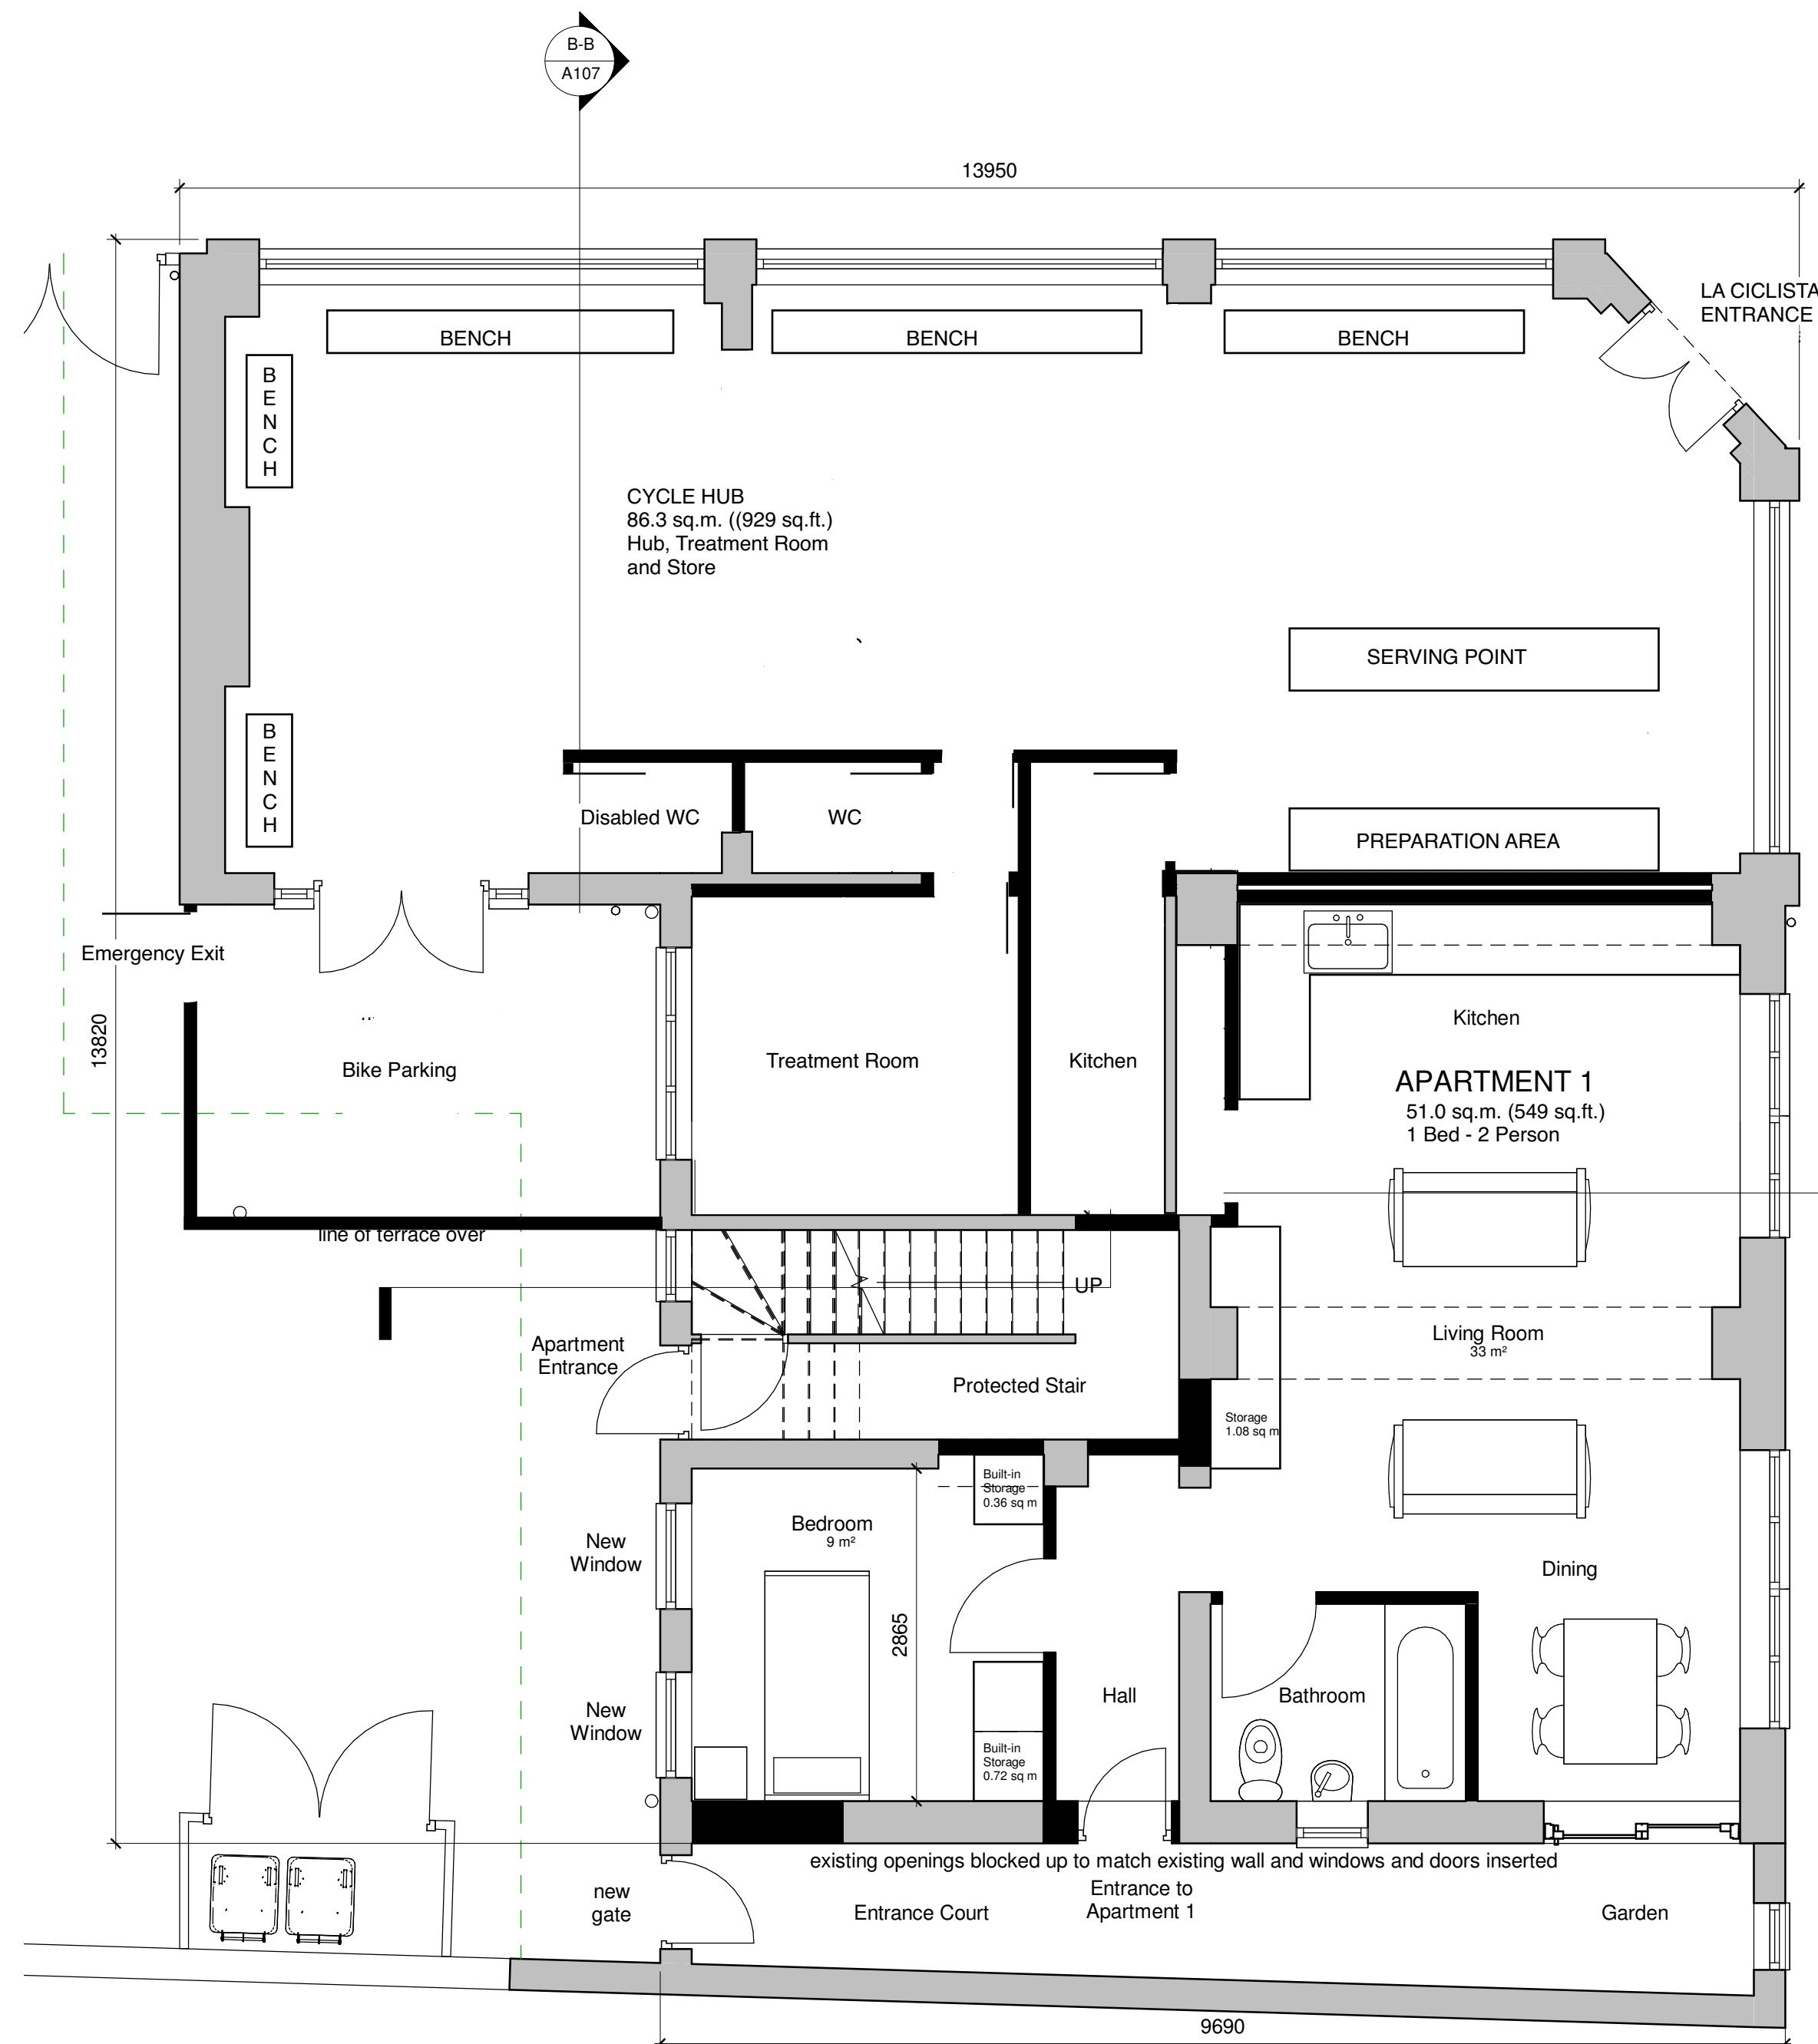 B-B
A107
13950
LA CICLISTA
ENTRANCE
BENCH
BENCH
BENCH
BENCH
CYCLE HUB
86.3 sq.m. ((929 sq.ft.)
Hub, Treatment Room
and Store
SERVING POINT
BENCH
Disabled WC
WC
PREPARATION AREA
Emergency Exit
13820
Bike Parking
Treatment Room
Kitchen
Kitchen
APARTMENT 1
51.0 sq.m. (549 sq.ft.)
1 Bed - 2 Person
line of terrace over
UP
Apartment
Entrance
Protected Stair
Living Room
33 m²
Storage
1.08 sq m
Built-in
Storage
0.36 sq m
Bedroom
9 m²
New
Window
Dining
2865
New
Window
Hall
Bathroom
Built-in
Storage
0.72 sq m
existing openings blocked up to match existing wall and windows and doors inserted
new
gate
Entrance Court
Entrance to
Apartment 1
Garden
9690